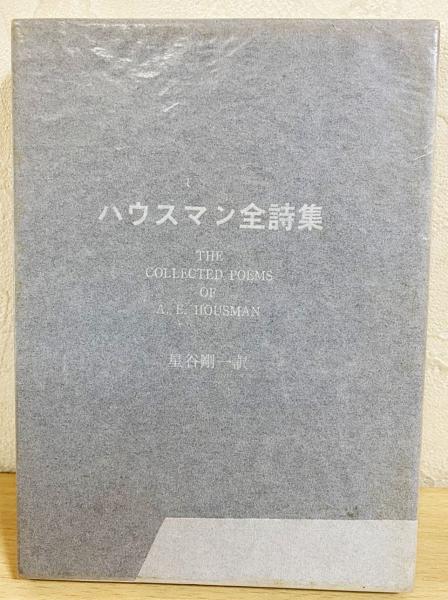 ハウスマン全詩集
THE
COLLECTED POEMS
OF
A. E. HOUSMAN
星谷剛一訳